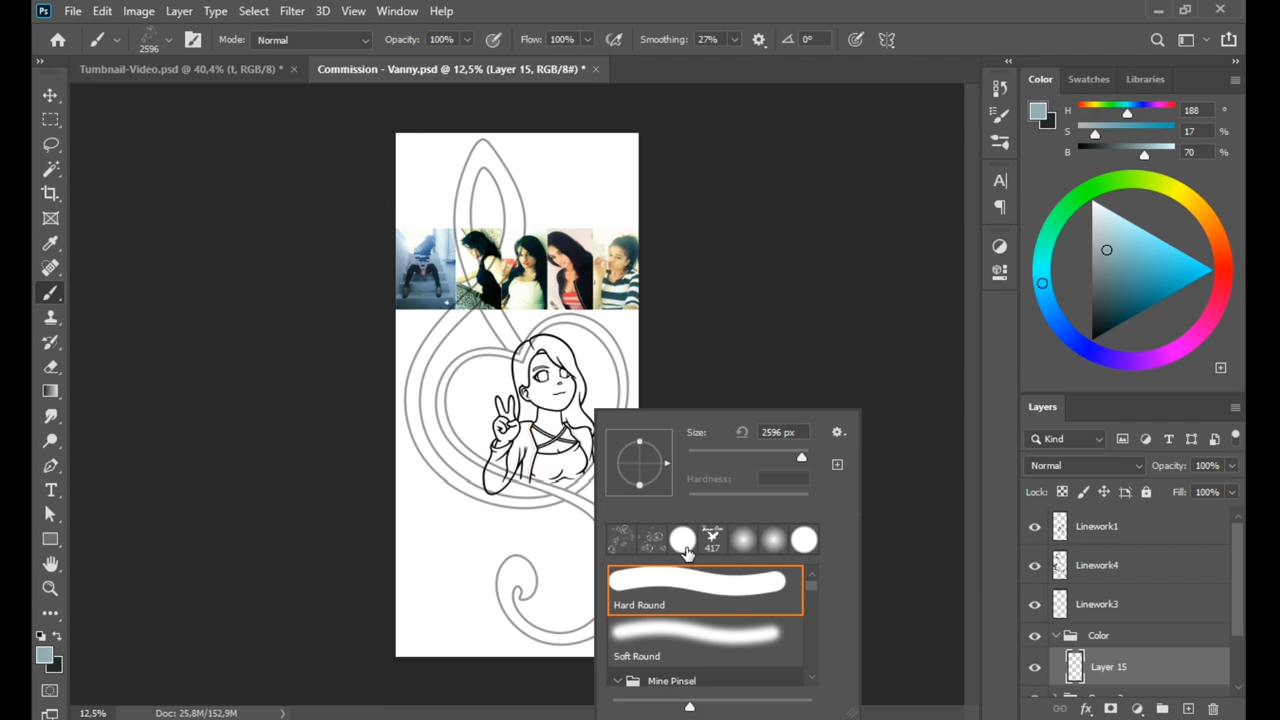 Ps File Edit Image Layer Type Select Filter 3D View Window Help
2596 Mode: Normal Opacity: 100% Flow: 100% Smoothing: 27% 0°
Tumbnail-Video.psd @ 40,4% (t, RGB/8) * × Commission - Vanny.psd @ 12,5% (Layer 15, RGB/8#) * ×
Color Swatches Libraries
H 188 °
S 17 %
B 70 %
A
Size: 2596 px
Hardness:
417
Hard Round
Soft Round
Mine Pinsel
Layers
Kind
Normal Opacity: 100%
Lock: Fill: 100%
Linework1
Linework4
Linework3
Color
Layer 15
fx
12,5% Doc: 25,8M/152,9M